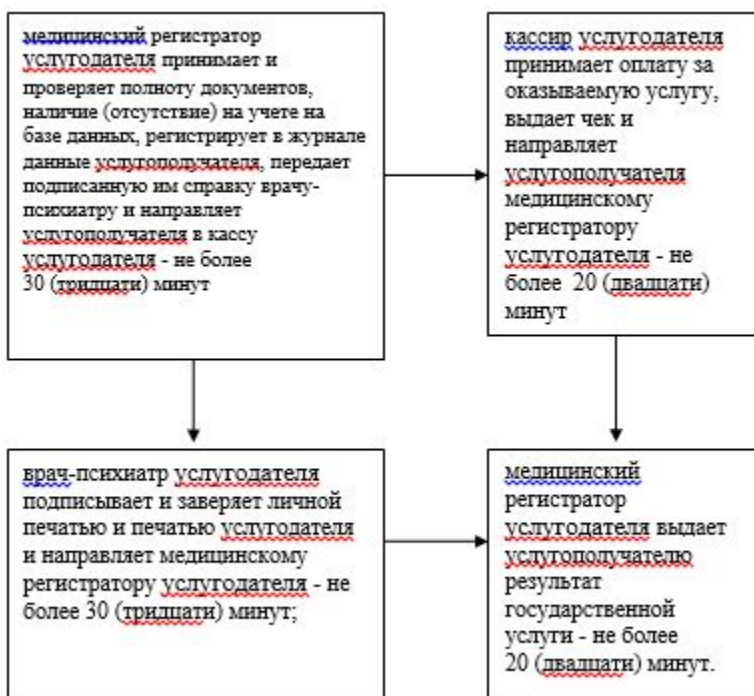 медицинский регистратор
услугодателя принимает и
проверяет полноту документов,
наличие (отсутствие) на учете на
базе данных, регистрирует в журнале
данные услугополучателя, передает
подписанную им справку врачу-
психиатру и направляет
услугополучателя в кассу
услугодателя - не более
30 (тридцати) минут
кассир услугодателя
принимает оплату за
оказываемую услугу,
выдает чек и
направляет
услугополучателя
медицинскому
регистратору
услугодателя - не
более 20 (двадцати)
минут
врач-психиатр услугодателя
подписывает и заверяет личной
печатью и печатью услугодателя
и направляет медицинскому
регистратору услугодателя - не
более 30 (тридцати) минут;
медицинский
регистратор
услугодателя выдает
услугополучателю
результат
государственной
услуги - не более
20 (двадцати) минут.